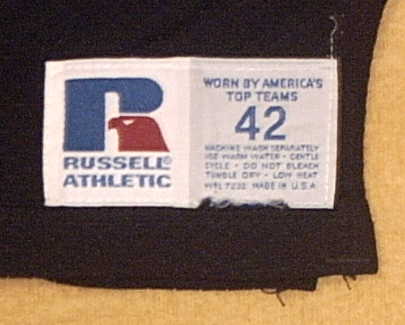 RUSSELL®
ATHLETIC
WORN BY AMERICA'S
TOP TEAMS
42
MACHINE WASH SEPARATELY
USE WARM WATER - GENTLE
CYCLE - DO NOT BLEACH
TUMBLE DRY - LOW HEAT
MADE IN U.S.A.